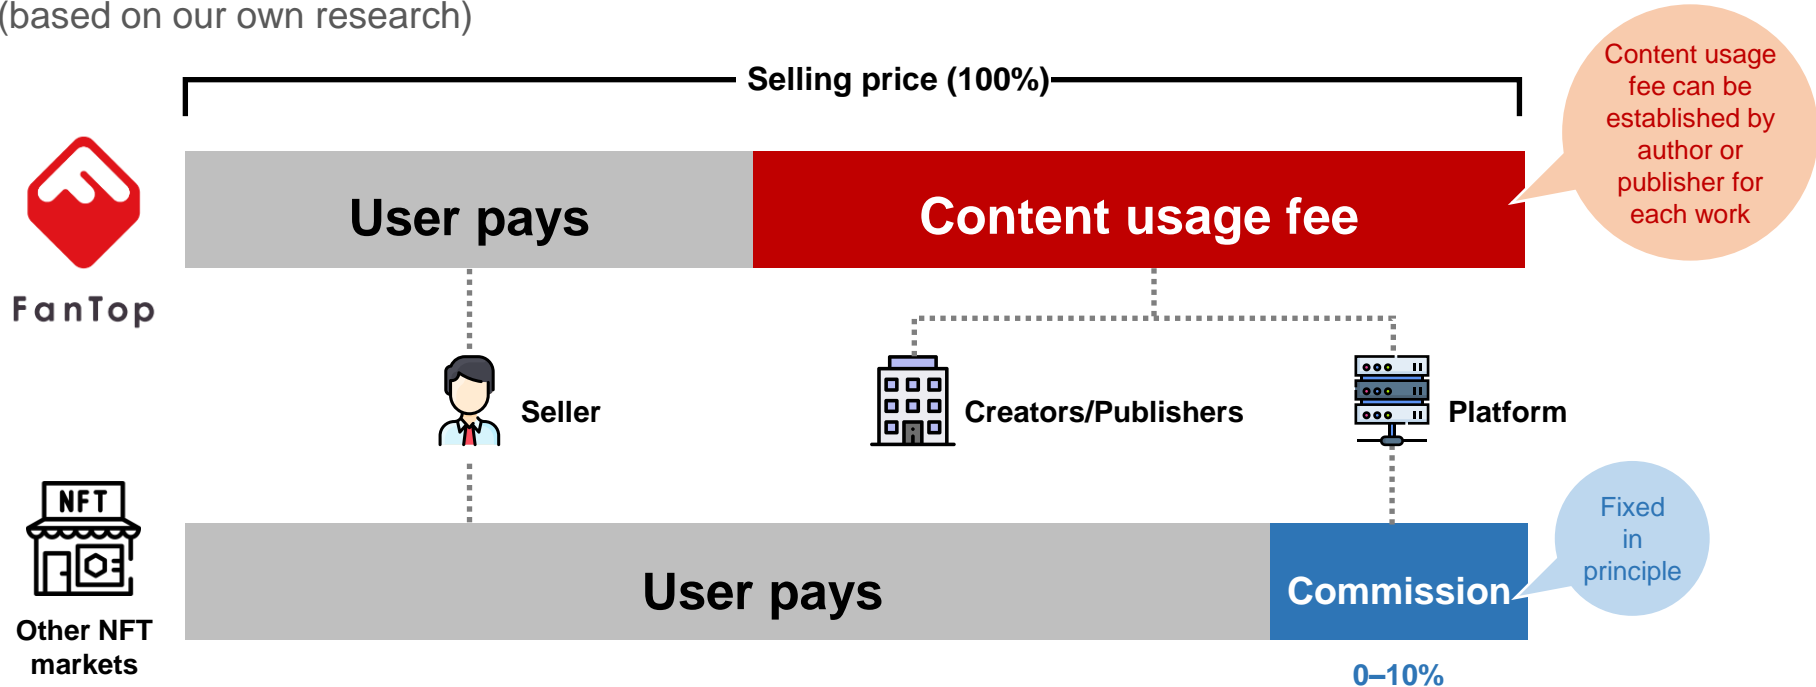 (based on our own research)
Selling price (100%)
Content usage
fee can be
established by
author or
publisher for
each work
User pays
Content usage fee
FanTop
Seller
Creators/Publishers
Platform
NFT
Fixed
in
principle
User pays
Commission
Other NFT
markets
0–10%